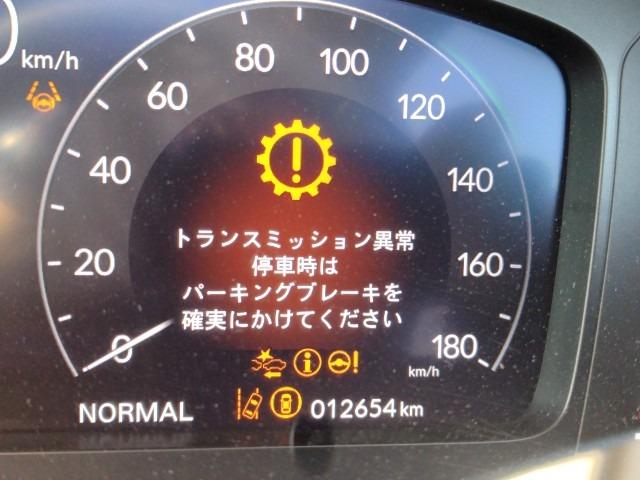 km/h
80
100
60
120
40
140
トランスミッション異常
停車時は
20
160
パーキングブレーキを
確実にかけてください
0
180
km/h
NORMAL
012654 km